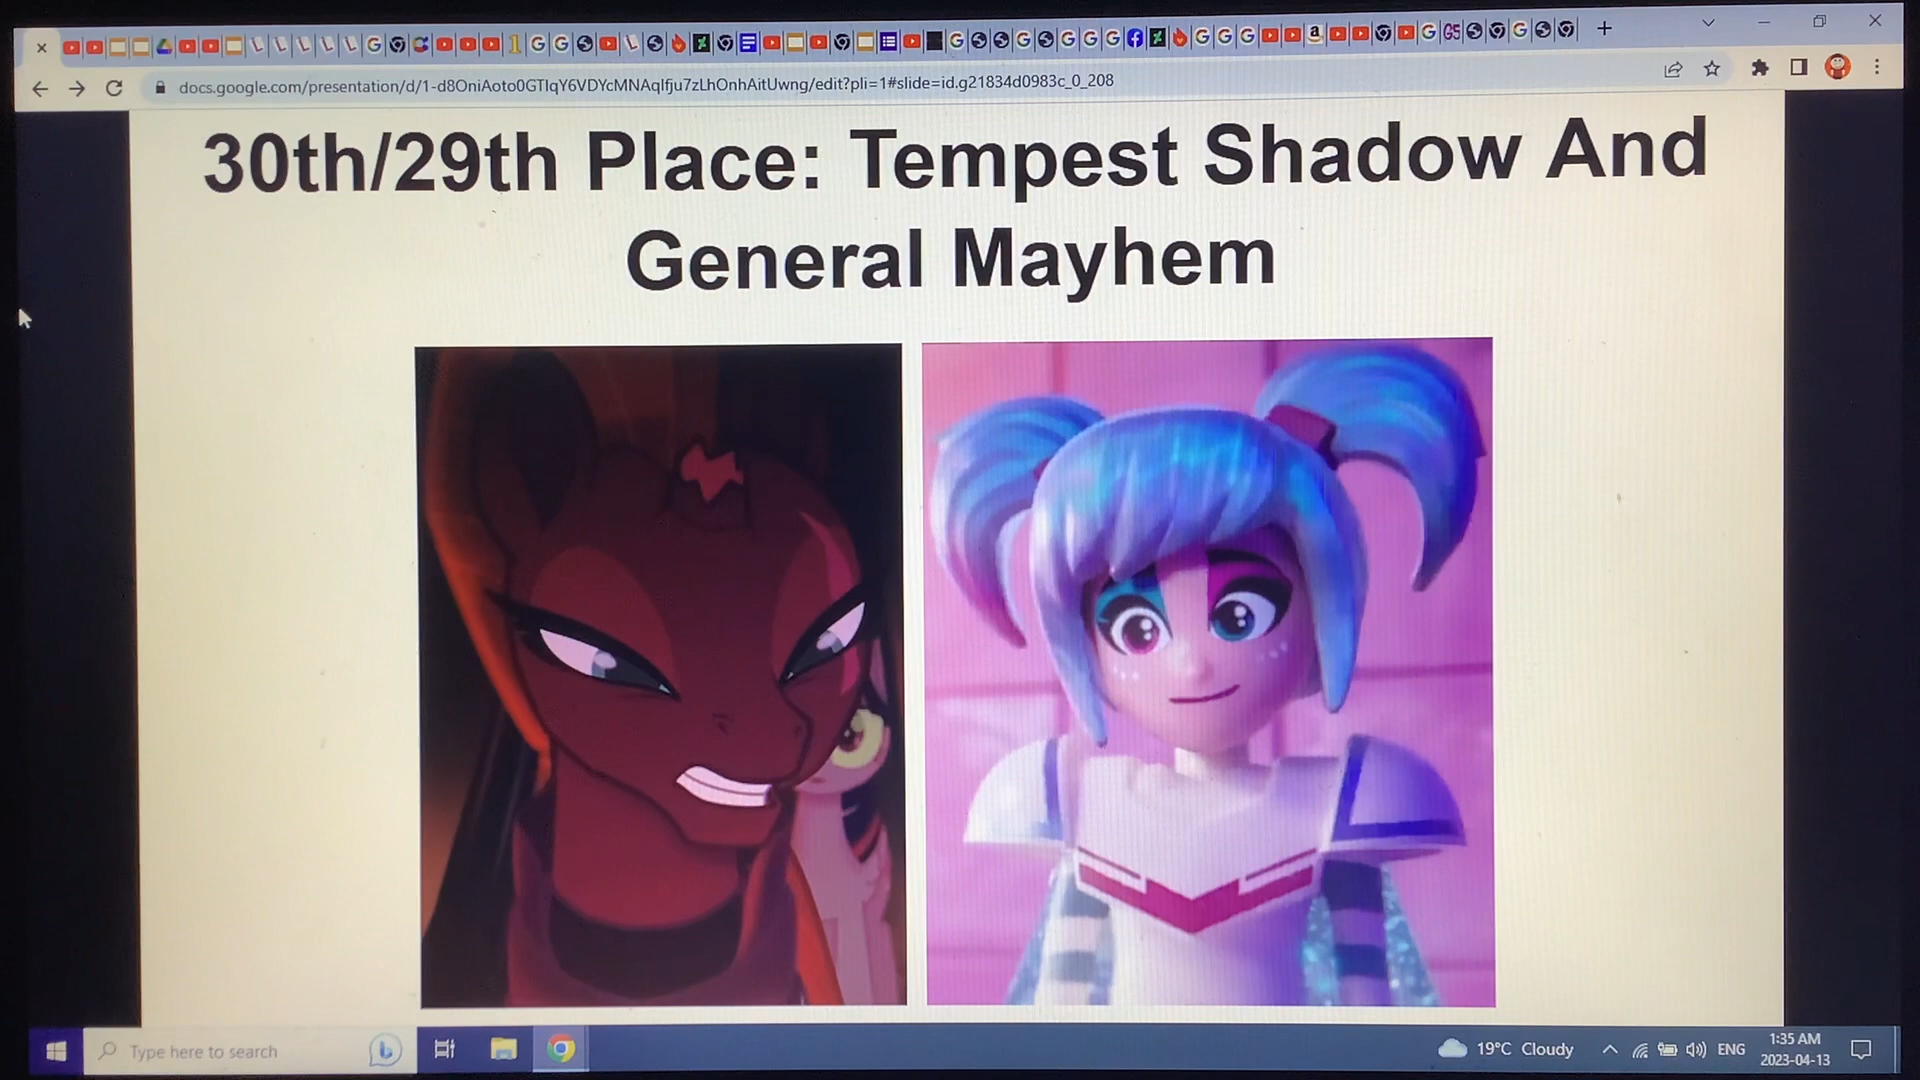 docs.google.com/presentation/d/1-d8OniAoto0GTIqY6VDYcMNAqIfju7zLhOnhAitUwng/edit?pli=1#slide=id.g21834d0983c_0_208
30th/29th Place: Tempest Shadow And
General Mayhem
Type here to search
19°C Cloudy
ENG
1:35 AM
2023-04-13